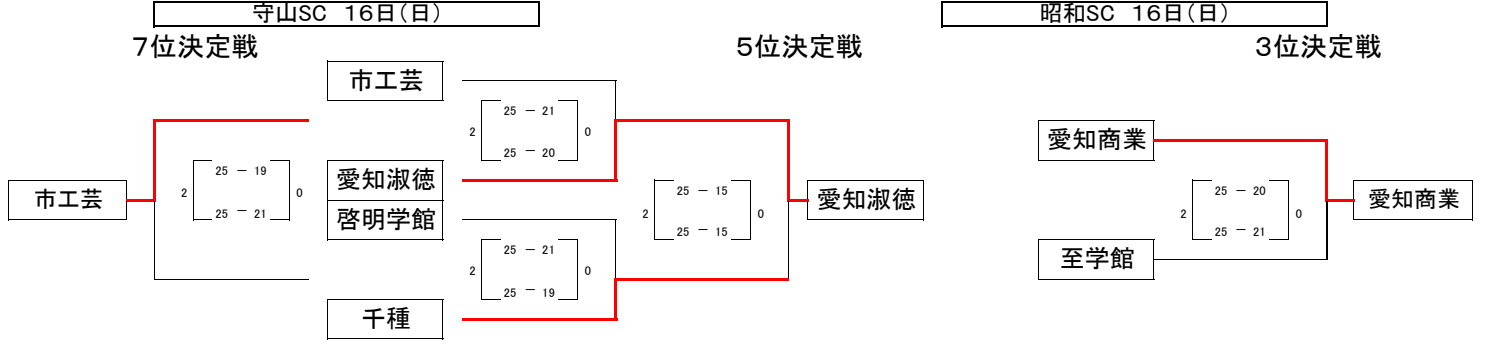 守山SC 16日(日)
昭和SC 16日(日)
7位決定戦
5位決定戦
3位決定戦
市工芸
25 － 21
2
0
25 － 20
愛知淑徳
啓明学館
25 － 21
2
0
25 － 19
千種
25 － 19
2
0
25 － 21
市工芸
25 － 15
2
0
25 － 15
愛知淑徳
愛知商業
25 － 20
2
0
25 － 21
至学館
愛知商業